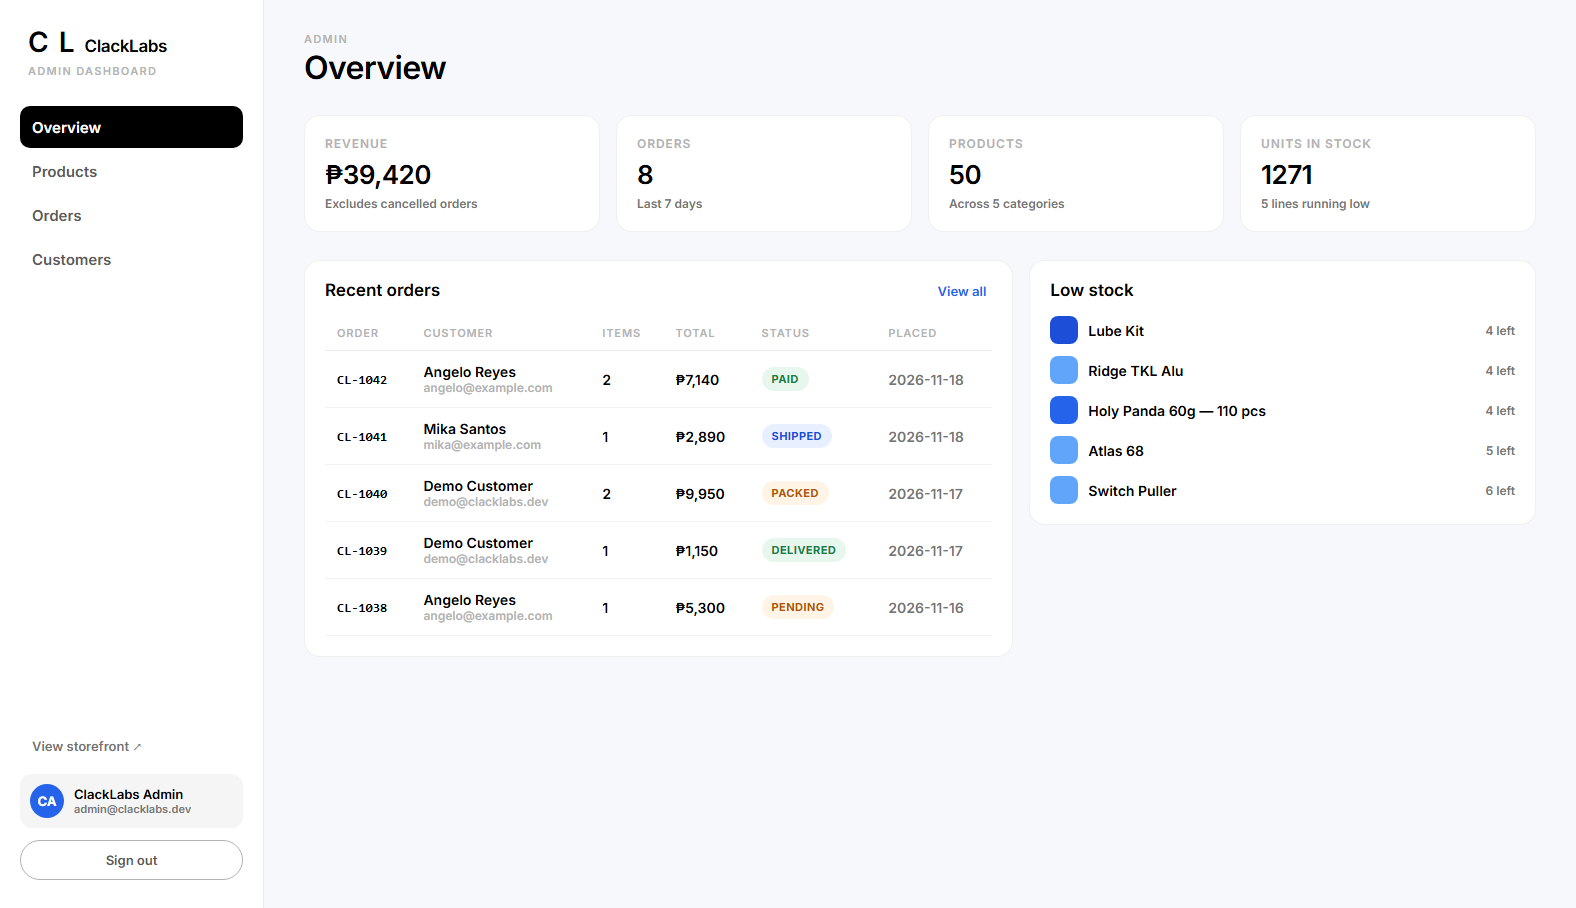 C L ClackLabs
ADMIN DASHBOARD
Overview
Products
Orders
Customers
View storefront ↗
CA
ClackLabs Admin
admin@clacklabs.dev
Sign out
ADMIN
Overview
REVENUE
₱39,420
Excludes cancelled orders
ORDERS
8
Last 7 days
PRODUCTS
50
Across 5 categories
UNITS IN STOCK
1271
5 lines running low
Recent orders View all
ORDER CUSTOMER ITEMS TOTAL STATUS PLACED
CL-1042 Angelo Reyes 2 ₱7,140 PAID 2026-11-18
angelo@example.com
CL-1041 Mika Santos 1 ₱2,890 SHIPPED 2026-11-18
mika@example.com
CL-1040 Demo Customer 2 ₱9,950 PACKED 2026-11-17
demo@clacklabs.dev
CL-1039 Demo Customer 1 ₱1,150 DELIVERED 2026-11-17
demo@clacklabs.dev
CL-1038 Angelo Reyes 1 ₱5,300 PENDING 2026-11-16
angelo@example.com
Low stock
Lube Kit 4 left
Ridge TKL Alu 4 left
Holy Panda 60g — 110 pcs 4 left
Atlas 68 5 left
Switch Puller 6 left